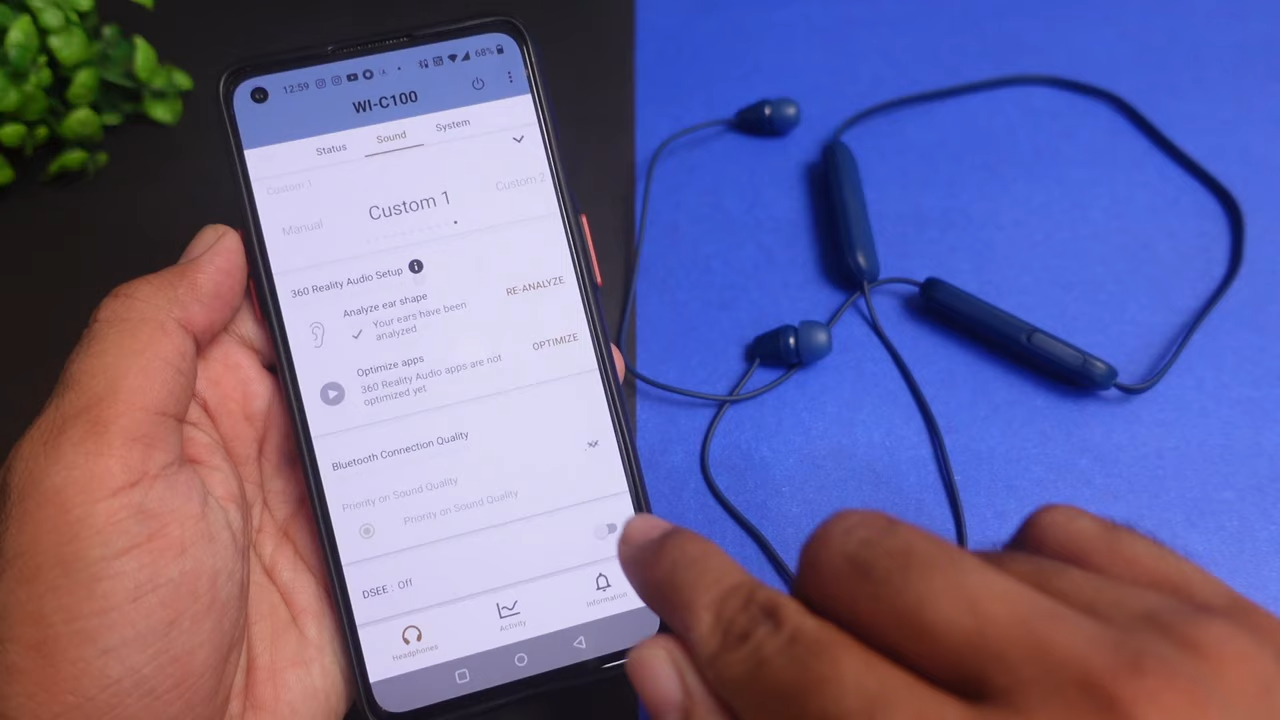 12:59
68%
WI-C100
Status
Sound
System
Custom 1
Manual
Custom 1
Custom 2
360 Reality Audio Setup
Analyze ear shape
Your ears have been
analyzed
RE-ANALYZE
Optimize apps
360 Reality Audio apps are not
optimized yet
OPTIMIZE
Bluetooth Connection Quality
Priority on Sound Quality
Priority on Sound Quality
DSEE : Off
Headphones
Activity
Information